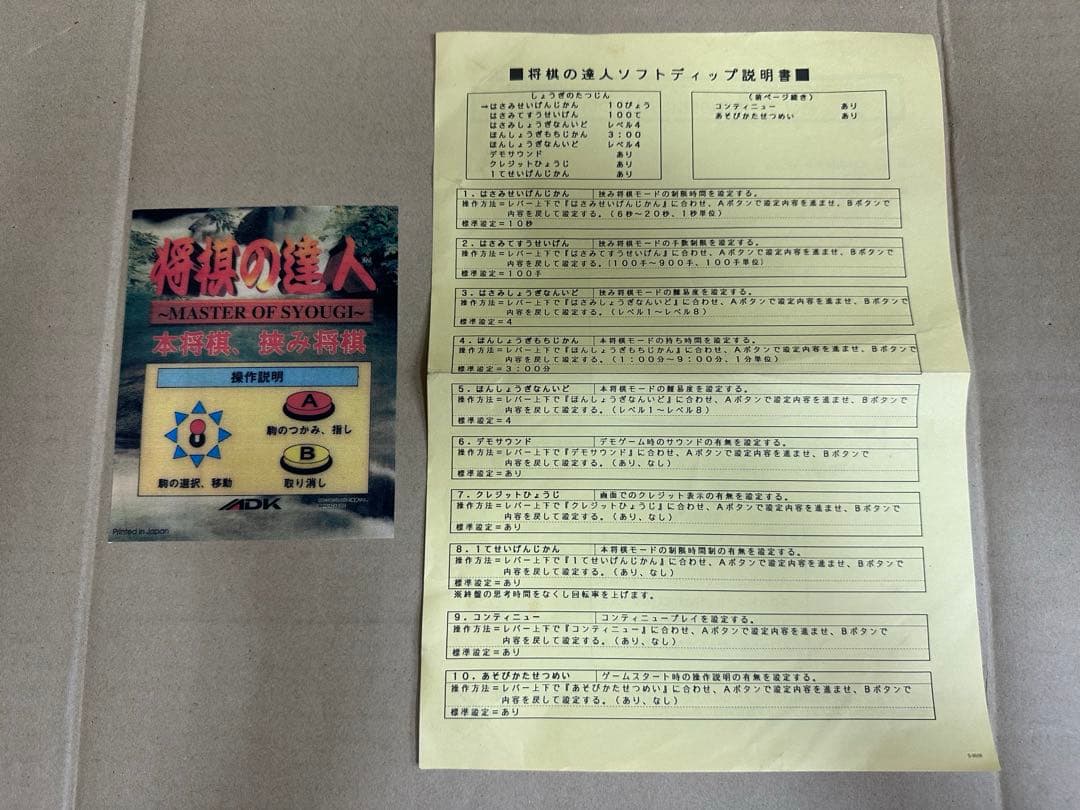 将棋の達人
~MASTER OF SYOUGI~
本将棋、挟み将棋
操作説明
A
駒のつかみ、指し
B
駒の選択、移動
取り消し
ADK
Printed in Japan
■将棋の達人ソフトディップ説明書■
しょうぎのたつじん
→はさみせいげんじかん 10びょう
はさみてすうせいげん 100て
はさみしょうぎなんいど レベル4
ほんしょうぎもちじかん 3:00
ほんしょうぎなんいど レベル4
デモサウンド あり
クレジットひょうじ あり
1てせいげんじかん あり
(前ページ続き)
コンティニュー あり
あそびかたせつめい あり
1.はさみせいげんじかん 挟み将棋モードの制限時間を設定する。
操作方法=レバー上下で『はさみせいげんじかん』に合わせ、Aボタンで設定内容を進ませ、Bボタンで
内容を戻して設定する。(6秒~20秒、1秒単位)
標準設定=10秒
2.はさみてすうせいげん 挟み将棋モードの手数制限を設定する。
操作方法=レバー上下で『はさみてすうせいげん』に合わせ、Aボタンで設定内容を進ませ、Bボタンで
内容を戻して設定する。(100手~900手、100手単位)
標準設定=100手
3.はさみしょうぎなんいど 挟み将棋モードの難易度を設定する。
操作方法=レバー上下で『はさみしょうぎなんいど』に合わせ、Aボタンで設定内容を進ませ、Bボタンで
内容を戻して設定する。(レベル1~レベル8)
標準設定=4
4.ほんしょうぎもちじかん 本将棋モードの持ち時間を設定する。
操作方法=レバー上下で『ほんしょうぎもちじかん』に合わせ、Aボタンで設定内容を進ませ、Bボタンで
内容を戻して設定する。(1:00分~9:00分、1分単位)
標準設定=3:00分
5.ほんしょうぎなんいど 本将棋モードの難易度を設定する。
操作方法=レバー上下で『ほんしょうぎなんいど』に合わせ、Aボタンで設定内容を進ませ、Bボタンで
内容を戻して設定する。(レベル1~レベル8)
標準設定=4
6.デモサウンド デモゲーム時のサウンドの有無を設定する。
操作方法=レバー上下で『デモサウンド』に合わせ、Aボタンで設定内容を進ませ、Bボタンで
内容を戻して設定する。(あり、なし)
標準設定=あり
7.クレジットひょうじ 画面でのクレジット表示の有無を設定する。
操作方法=レバー上下で『クレジットひょうじ』に合わせ、Aボタンで設定内容を進ませ、Bボタンで
内容を戻して設定する。(あり、なし)
標準設定=あり
8.1てせいげんじかん 本将棋モードの制限時間制の有無を設定する。
操作方法=レバー上下で『1てせいげんじかん』に合わせ、Aボタンで設定内容を進ませ、Bボタンで
内容を戻して設定する。(あり、なし)
標準設定=あり
※終盤の思考時間をなくし回転率を上げます。
9.コンティニュー コンティニュープレイを設定する。
操作方法=レバー上下で『コンティニュー』に合わせ、Aボタンで設定内容を進ませ、Bボタンで
内容を戻して設定する。(あり、なし)
標準設定=あり
10.あそびかたせつめい ゲームスタート時の操作説明の有無を設定する。
操作方法=レバー上下で『あそびかたせつめい』に合わせ、Aボタンで設定内容を進ませ、Bボタンで
内容を戻して設定する。(あり、なし)
標準設定=あり